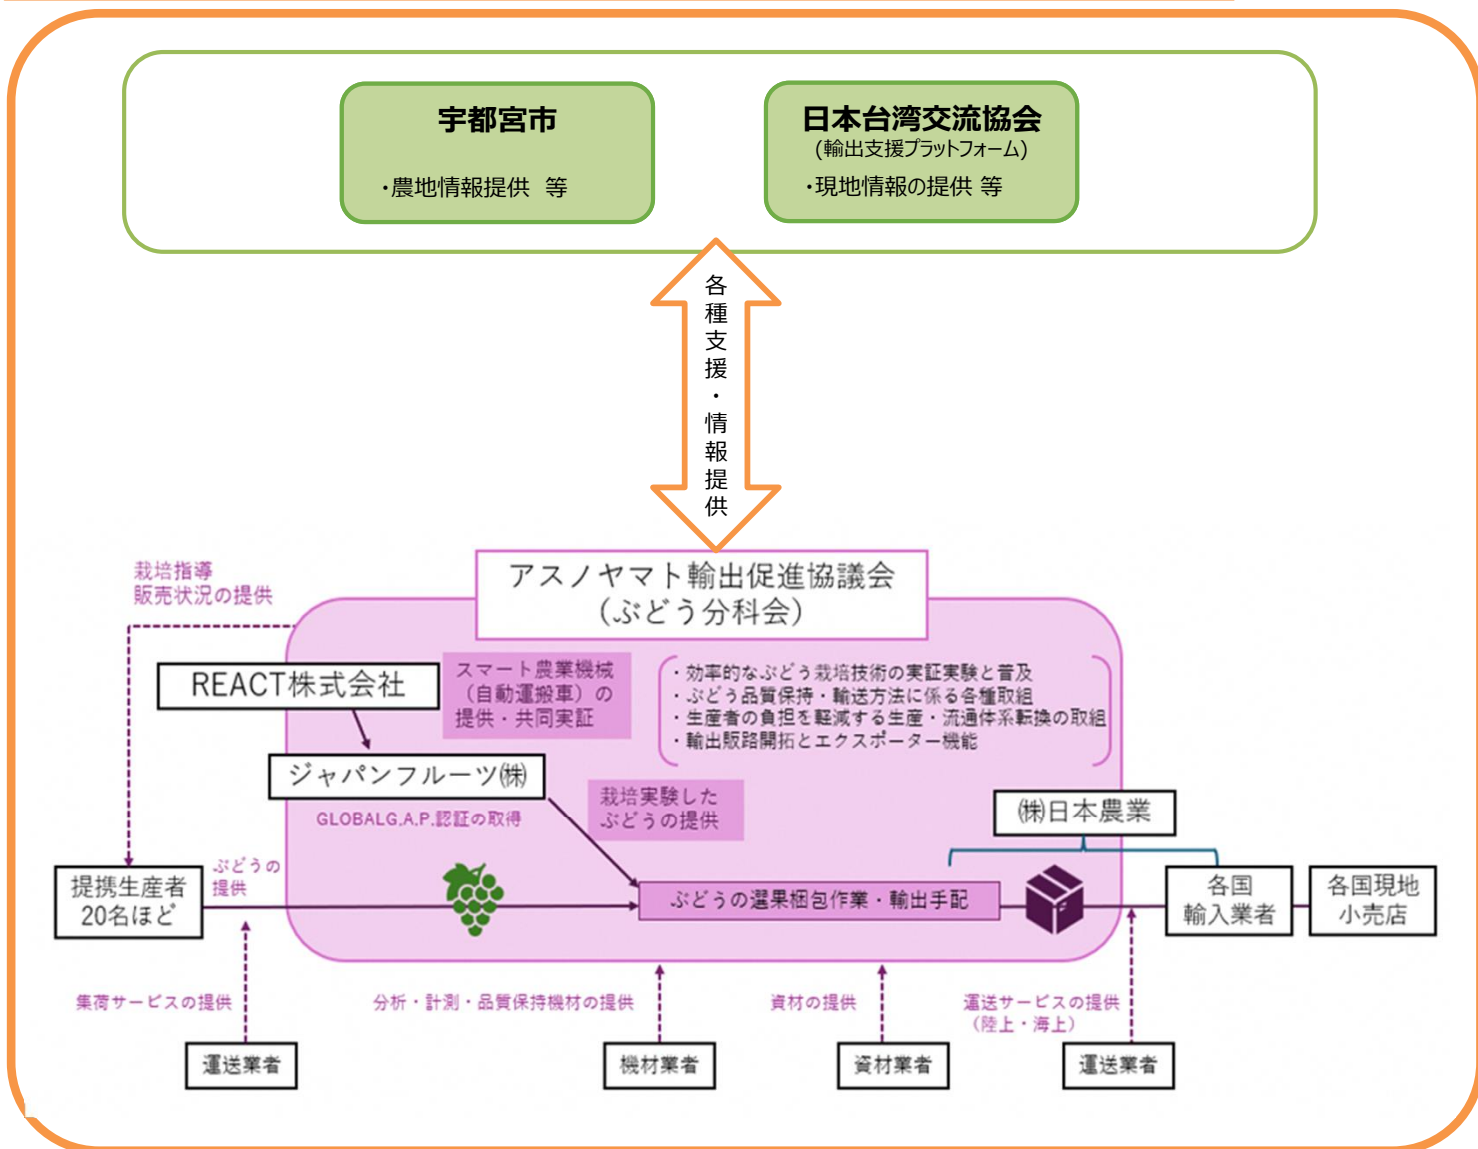 宇都宮市
・農地情報提供 等
日本台湾交流協会
(輸出支援プラットフォーム)
・現地情報の提供 等
各種支援・情報提供
アスノヤマト輸出促進協議会
（ぶどう分科会）
栽培指導
販売状況の提供
REACT株式会社
スマート農業機械
（自動運搬車）の
提供・共同実証
・効率的なぶどう栽培技術の実証実験と普及
・ぶどう品質保持・輸送方法に係る各種取組
・生産者の負担を軽減する生産・流通体系転換の取組
・輸出販路開拓とエクスポーター機能
ジャパンフルーツ㈱
GLOBALG.A.P.認証の取得
栽培実験した
ぶどうの提供
㈱日本農業
提携生産者
20名ほど
ぶどうの
提供
ぶどうの選果梱包作業・輸出手配
各国
輸入業者
各国現地
小売店
集荷サービスの提供
分析・計測・品質保持機材の提供
資材の提供
運送サービスの提供
（陸上・海上）
運送業者
機材業者
資材業者
運送業者